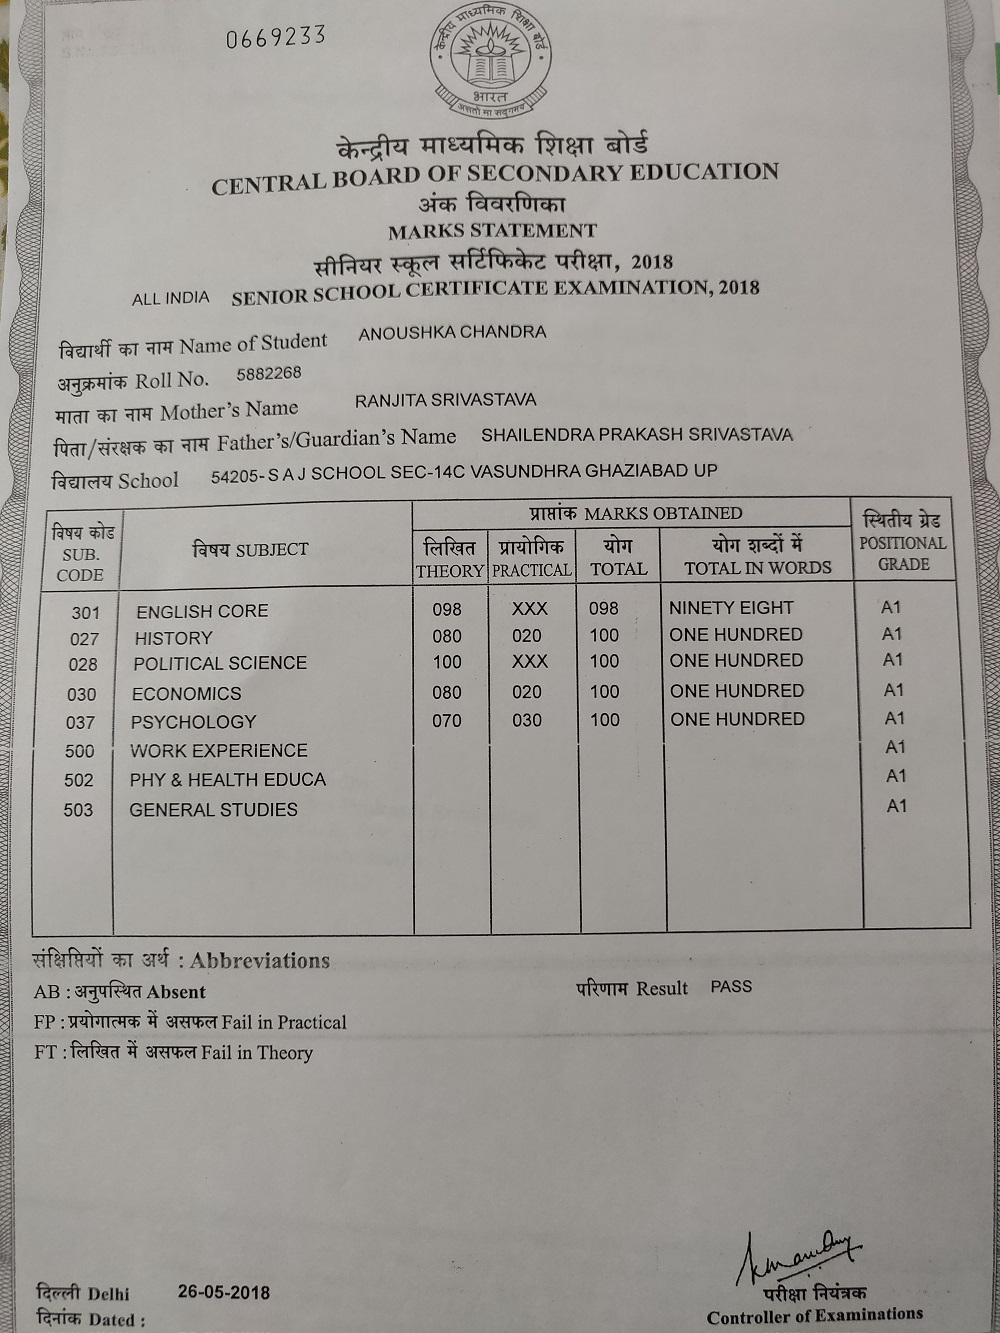 0669233
केन्द्रीय माध्यमिक शिक्षा बोर्ड
भारत
असतो मा सद्गमय
केन्द्रीय माध्यमिक शिक्षा बोर्ड
CENTRAL BOARD OF SECONDARY EDUCATION
अंक विवरणिका
MARKS STATEMENT
सीनियर स्कूल सर्टिफिकेट परीक्षा, 2018
ALL INDIA SENIOR SCHOOL CERTIFICATE EXAMINATION, 2018
विद्यार्थी का नाम Name of Student ANOUSHKA CHANDRA
अनुक्रमांक Roll No. 5882268
माता का नाम Mother's Name RANJITA SRIVASTAVA
पिता/संरक्षक का नाम Father's/Guardian's Name SHAILENDRA PRAKASH SRIVASTAVA
विद्यालय School 54205- S A J SCHOOL SEC-14C VASUNDHRA GHAZIABAD UP
विषय कोड SUB. CODE विषय SUBJECT प्राप्तांक MARKS OBTAINED स्थितीय ग्रेड POSITIONAL GRADE
लिखित THEORY प्रायोगिक PRACTICAL योग TOTAL योग शब्दों में TOTAL IN WORDS
301 ENGLISH CORE 098 XXX 098 NINETY EIGHT A1
027 HISTORY 080 020 100 ONE HUNDRED A1
028 POLITICAL SCIENCE 100 XXX 100 ONE HUNDRED A1
030 ECONOMICS 080 020 100 ONE HUNDRED A1
037 PSYCHOLOGY 070 030 100 ONE HUNDRED A1
500 WORK EXPERIENCE A1
502 PHY & HEALTH EDUCA A1
503 GENERAL STUDIES A1
संक्षिप्तियों का अर्थ : Abbreviations
AB : अनुपस्थित Absent परिणाम Result PASS
FP : प्रयोगात्मक में असफल Fail in Practical
FT : लिखित में असफल Fail in Theory
दिल्ली Delhi 26-05-2018 परीक्षा नियंत्रक
दिनांक Dated : Controller of Examinations